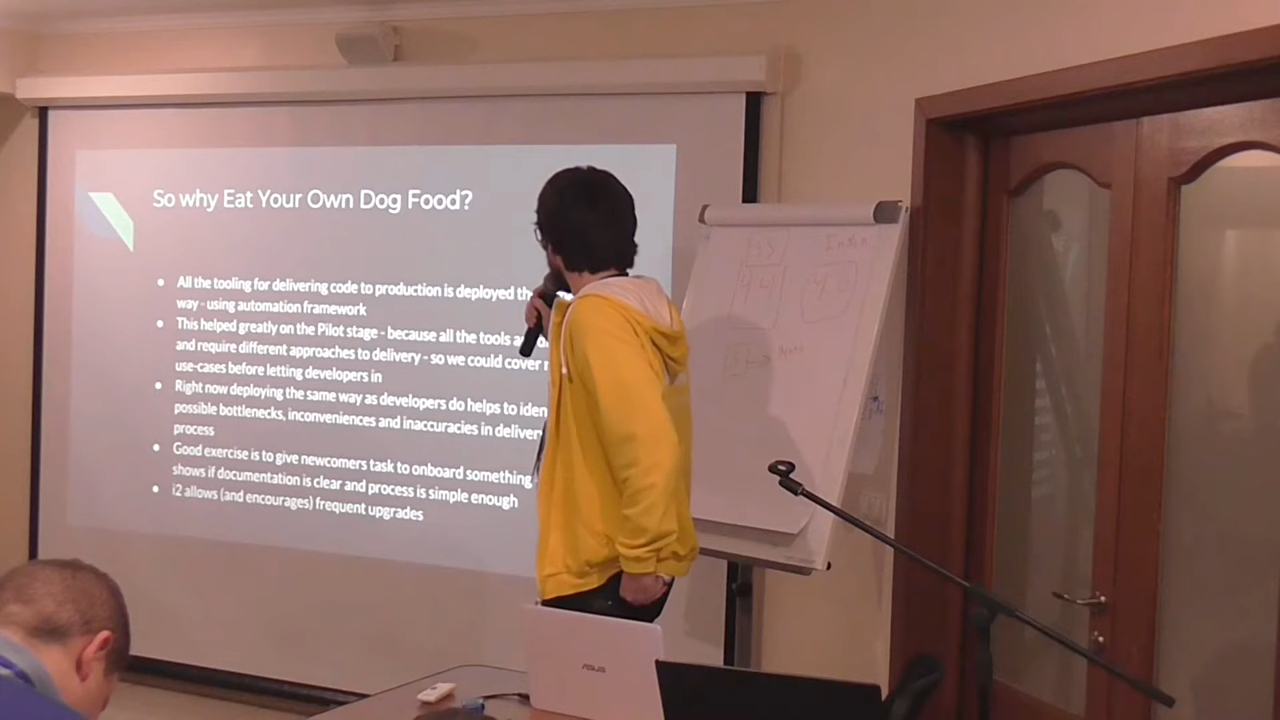 So why Eat Your Own Dog Food?
All the tooling for delivering code to production is deployed
way - using automation framework
This helped greatly on the Pilot stage - because all the tools
and require different approaches to delivery - so we could cover
use-cases before letting developers in
Right now deploying the same way as developers do helps to
possible bottlenecks, inconveniences and inaccuracies in
process
Good exercise is to give newcomers task to onboard something
shows if documentation is clear and process is simple enough
i2 allows (and encourages) frequent upgrades
ASUS